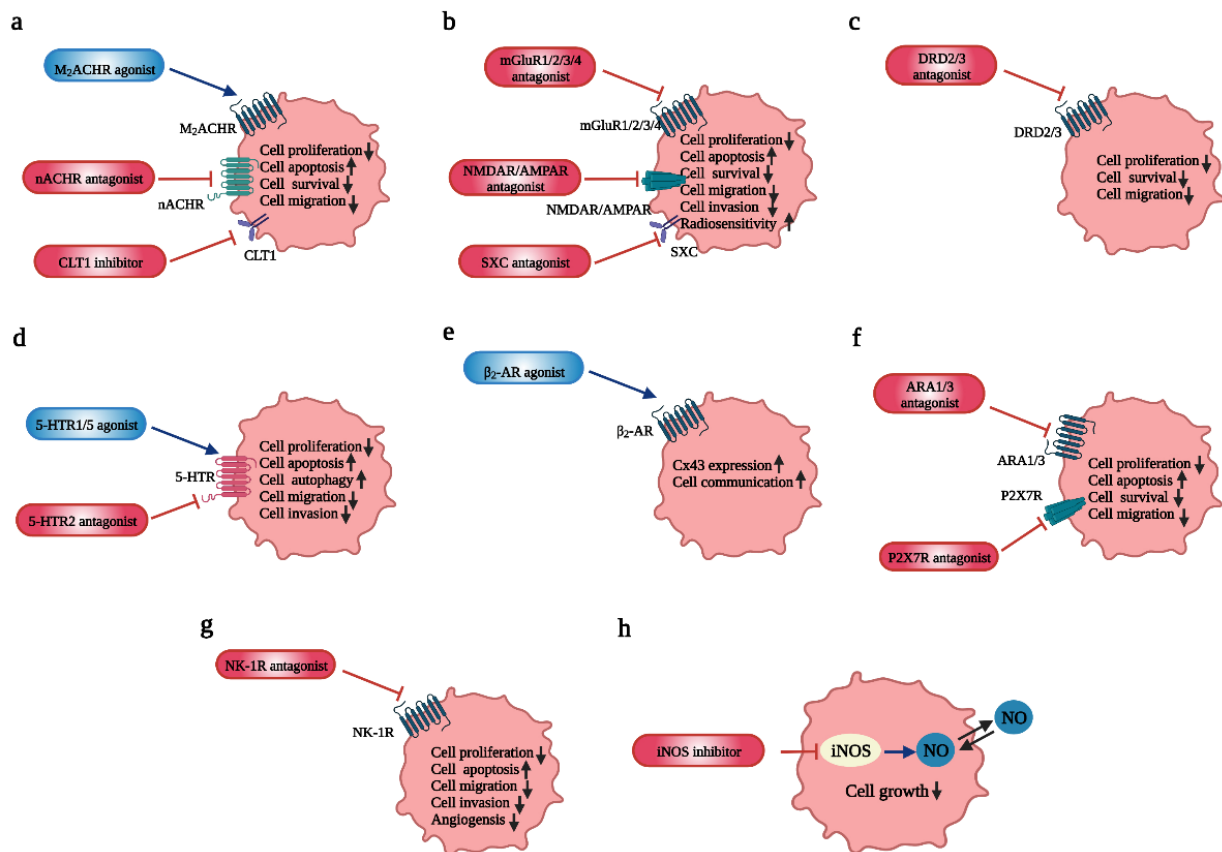 a
M₂ACHR agonist
M₂ACHR
nACHR antagonist
nACHR
CLT1 inhibitor
CLT1
Cell proliferation ↓
Cell apoptosis ↑
Cell survival ↓
Cell migration ↓
b
mGluR1/2/3/4
antagonist
mGluR1/2/3/4
NMDAR/AMPAR
antagonist
NMDAR/AMPAR
SXC antagonist
SXC
Cell proliferation ↓
Cell apoptosis ↑
Cell survival ↓
Cell migration ↓
Cell invasion ↓
Radiosensitivity ↑
c
DRD2/3
antagonist
DRD2/3
Cell proliferation ↓
Cell survival ↓
Cell migration ↓
d
5-HTR1/5 agonist
5-HTR
5-HTR2 antagonist
Cell proliferation ↓
Cell apoptosis ↑
Cell autophagy ↑
Cell migration ↓
Cell invasion ↓
e
β₂-AR agonist
β₂-AR
Cx43 expression ↑
Cell communication ↑
f
ARA1/3
antagonist
ARA1/3
P2X7R
P2X7R antagonist
Cell proliferation ↓
Cell apoptosis ↑
Cell survival ↓
Cell migration ↓
g
NK-1R antagonist
NK-1R
Cell proliferation ↓
Cell apoptosis ↑
Cell migration ↓
Cell invasion ↓
Angiogensis ↓
h
iNOS inhibitor
iNOS
NO
NO
Cell growth ↓